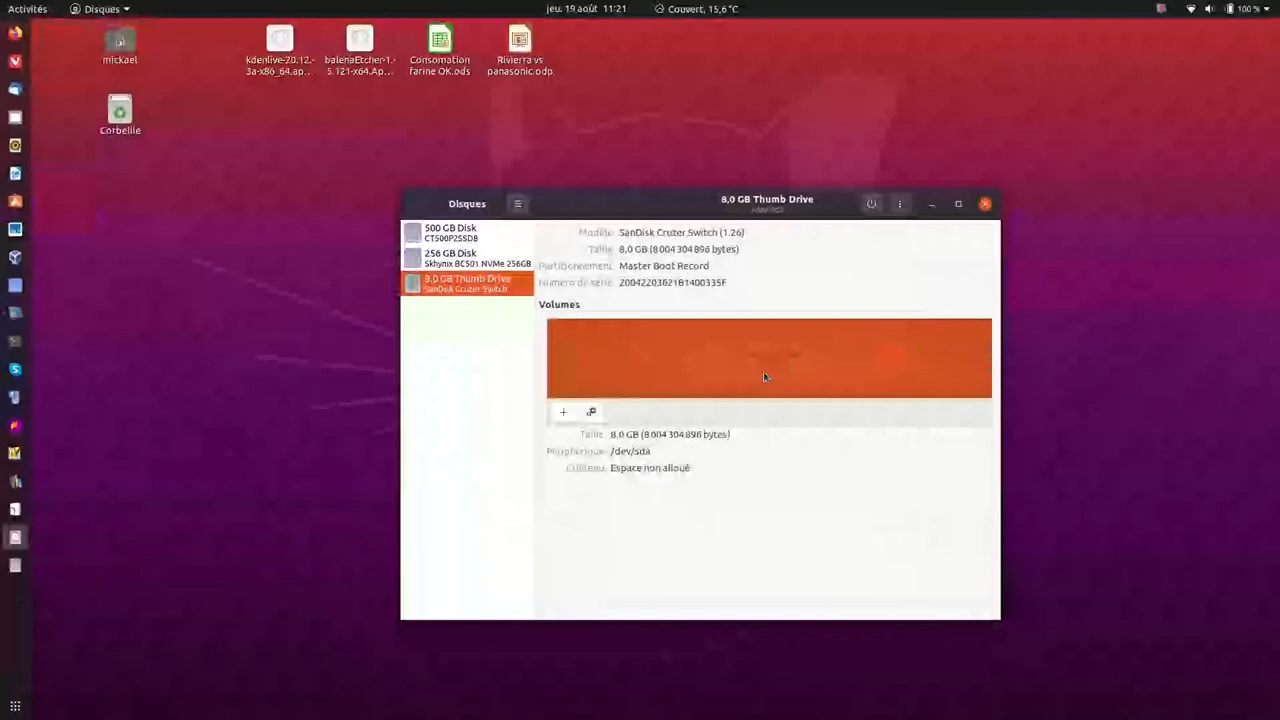 Activités
Disques
jeu. 19 août 11:21
Couvert, 15,6 °C
100 %
mickael
kdenlive-20.12.-
3a-x86_64.ap...
balenaEtcher-1.-
5.121-x64.Ap...
Consomation
farine OK.ods
Rivierra vs
panasonic.odp
Corbeille
Disques
8,0 GB Thumb Drive
500 GB Disk
CT500P2SSD8
256 GB Disk
Skhynix BC501 NVMe 256GB
8,0 GB Thumb Drive
SanDisk Cruzer Switch
Modèle SanDisk Cruzer Switch (1.26)
Taille 8,0 GB (8 004 304 896 bytes)
Partitionnement Master Boot Record
Numéro de série 20042203621B1400335F
Volumes
Taille 8,0 GB (8 004 304 896 bytes)
Périphérique /dev/sda
Contenu Espace non alloué